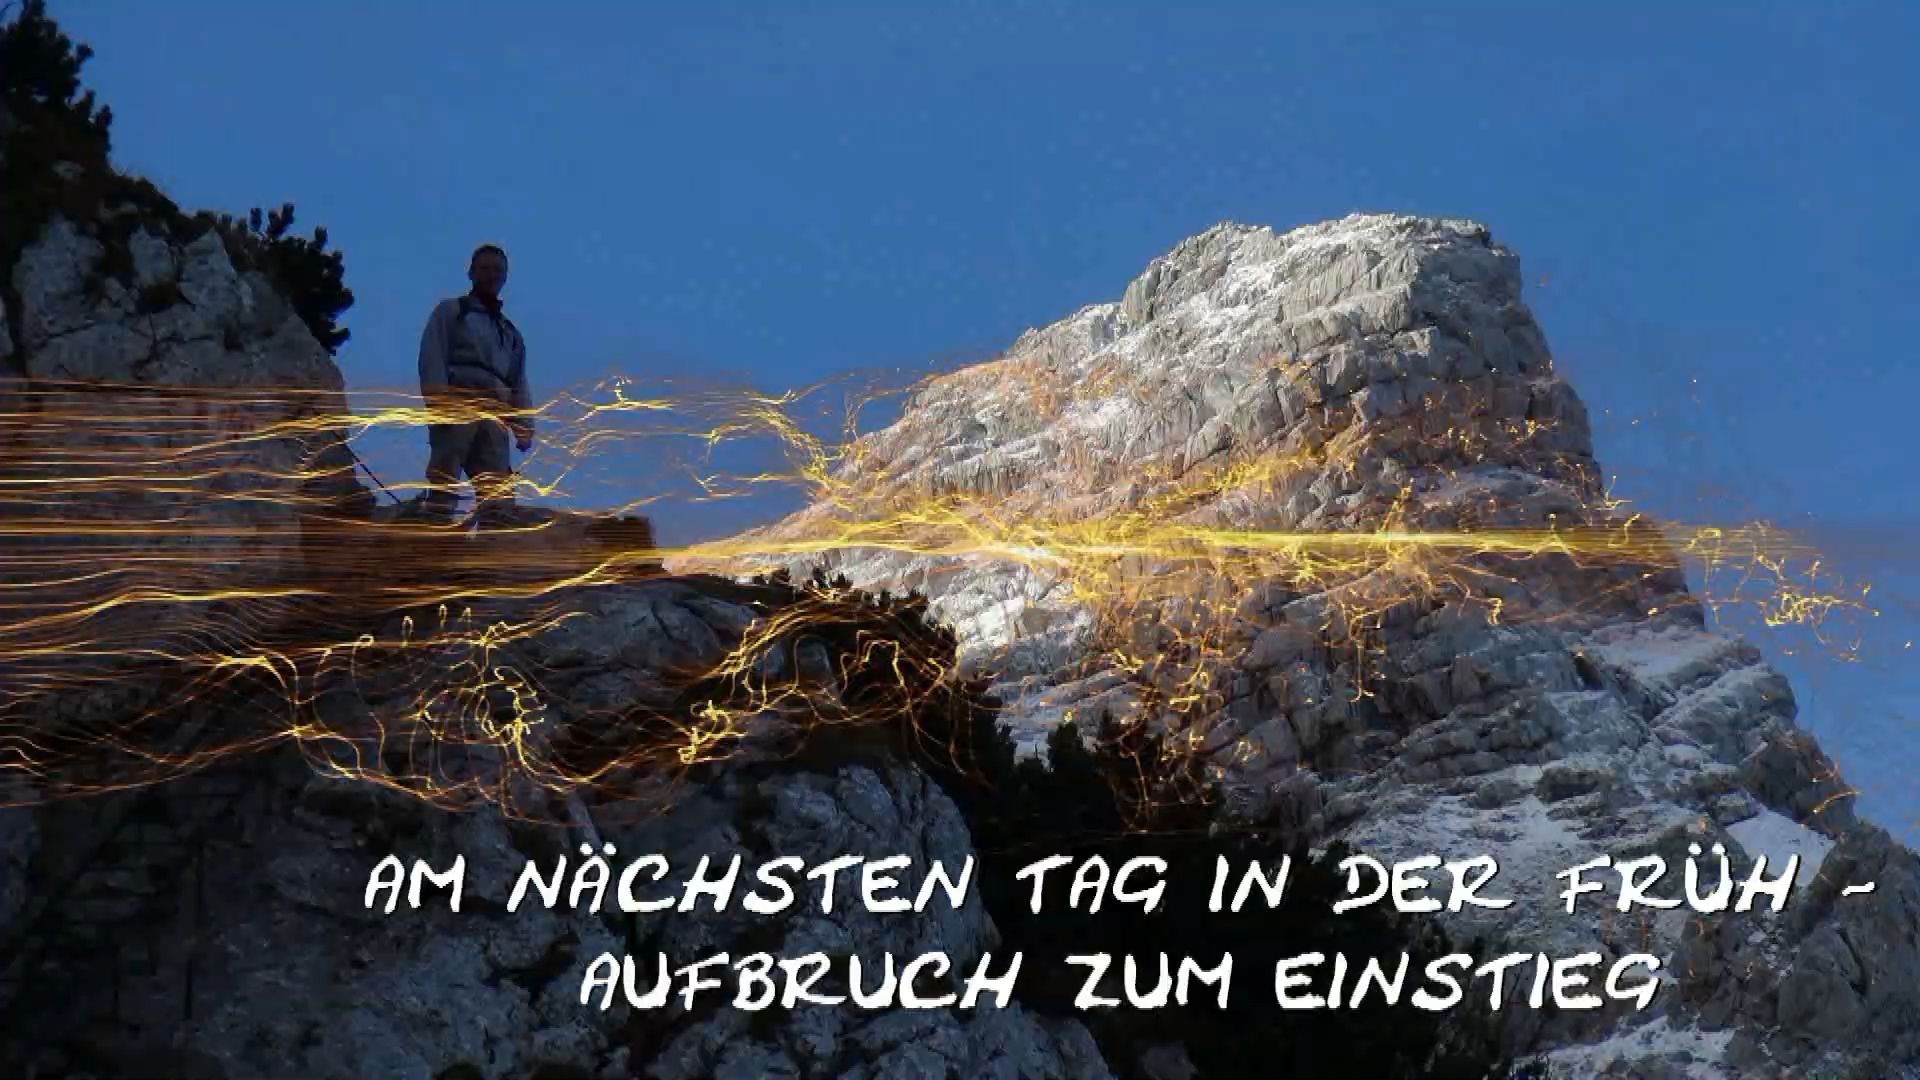 AM NÄCHSTEN TAG IN DER FRÜH -
AUFBRUCH ZUM EINSTIEG